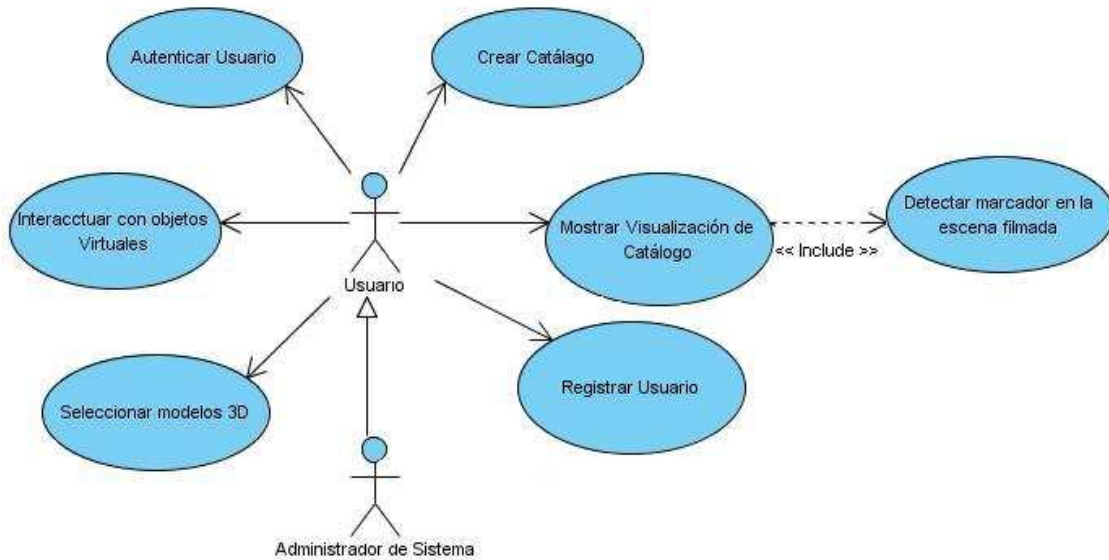 Autenticar Usuario
Crear Catálago
Interacctuar con objetos
Virtuales
Mostrar Visualización de
Catálogo
<< Include >>
Detectar marcador en la
escena filmada
Usuario
Seleccionar modelos 3D
Registrar Usuario
Administrador de Sistema